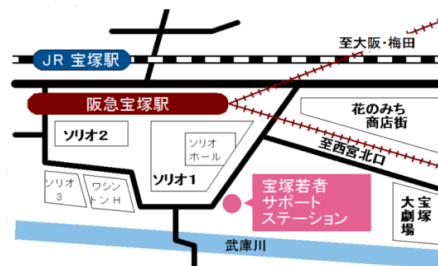 至大阪・梅田
JR 宝塚駅
阪急宝塚駅
花のみち
商店街
ソリオ2
ソリオ
ホール
至西宮北口
ソリオ1
ソリオ
3
ワシン
トンH
宝塚若者
サポート
ステーション
宝塚
大劇場
武庫川